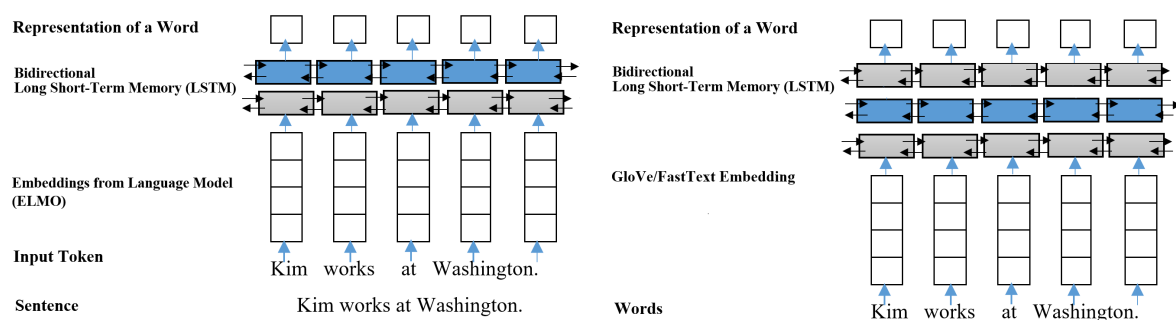 Representation of a Word
Bidirectional
Long Short-Term Memory (LSTM)
Embeddings from Language Model
(ELMO)
Input Token
Kim works at Washington.
Sentence
Kim works at Washington.
Representation of a Word
Bidirectional
Long Short-Term Memory (LSTM)
GloVe/FastText Embedding
Words
Kim works at Washington.